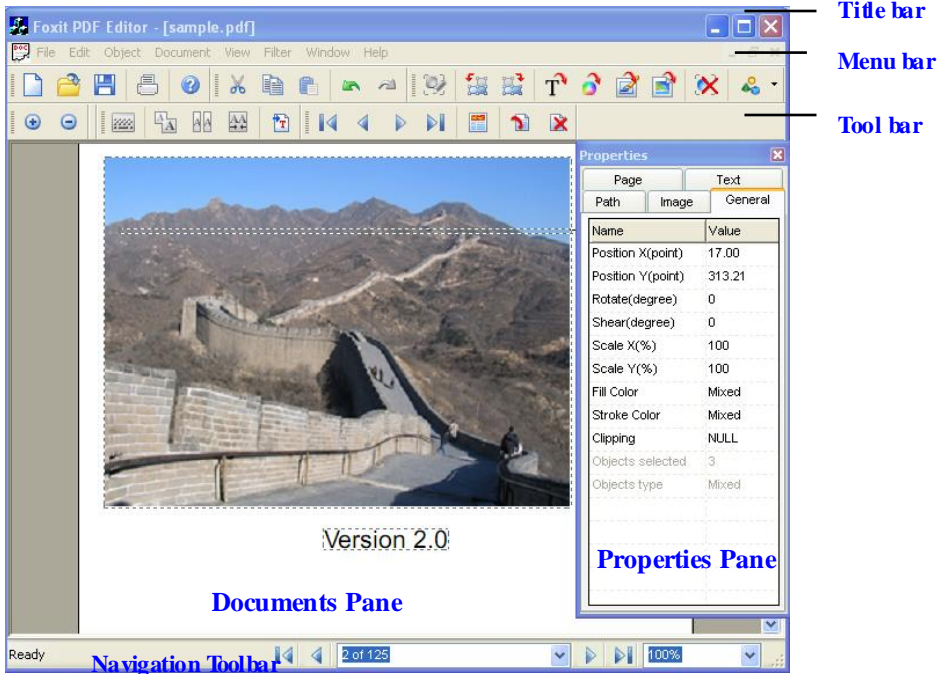 Foxit PDF Editor - [sample.pdf]
Title bar
DOC File Edit Object Document View Filter Window Help
Menu bar
Tool bar
Properties
Page Text
Path Image General
Name Value
Position X(point) 17.00
Position Y(point) 313.21
Rotate(degree) 0
Shear(degree) 0
Scale X(%) 100
Scale Y(%) 100
Fill Color Mixed
Stroke Color Mixed
Clipping NULL
Objects selected 3
Objects type Mixed
Version 2.0
Properties Pane
Documents Pane
Ready
Navigation Toolbar
2 of 125
100%